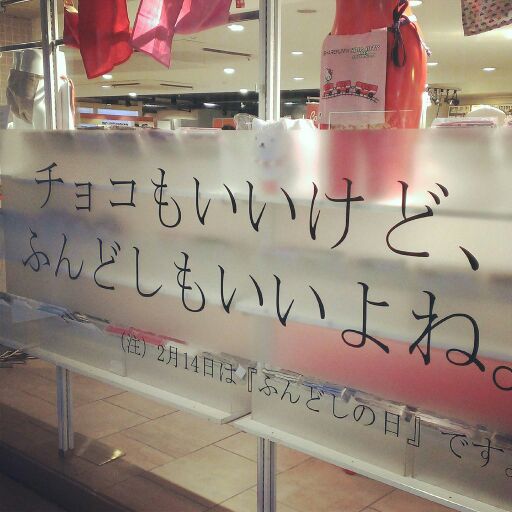 チョコもいいけど、
ふんどしもいいよね。
（注）2月14日は『ふんどしの日』です。